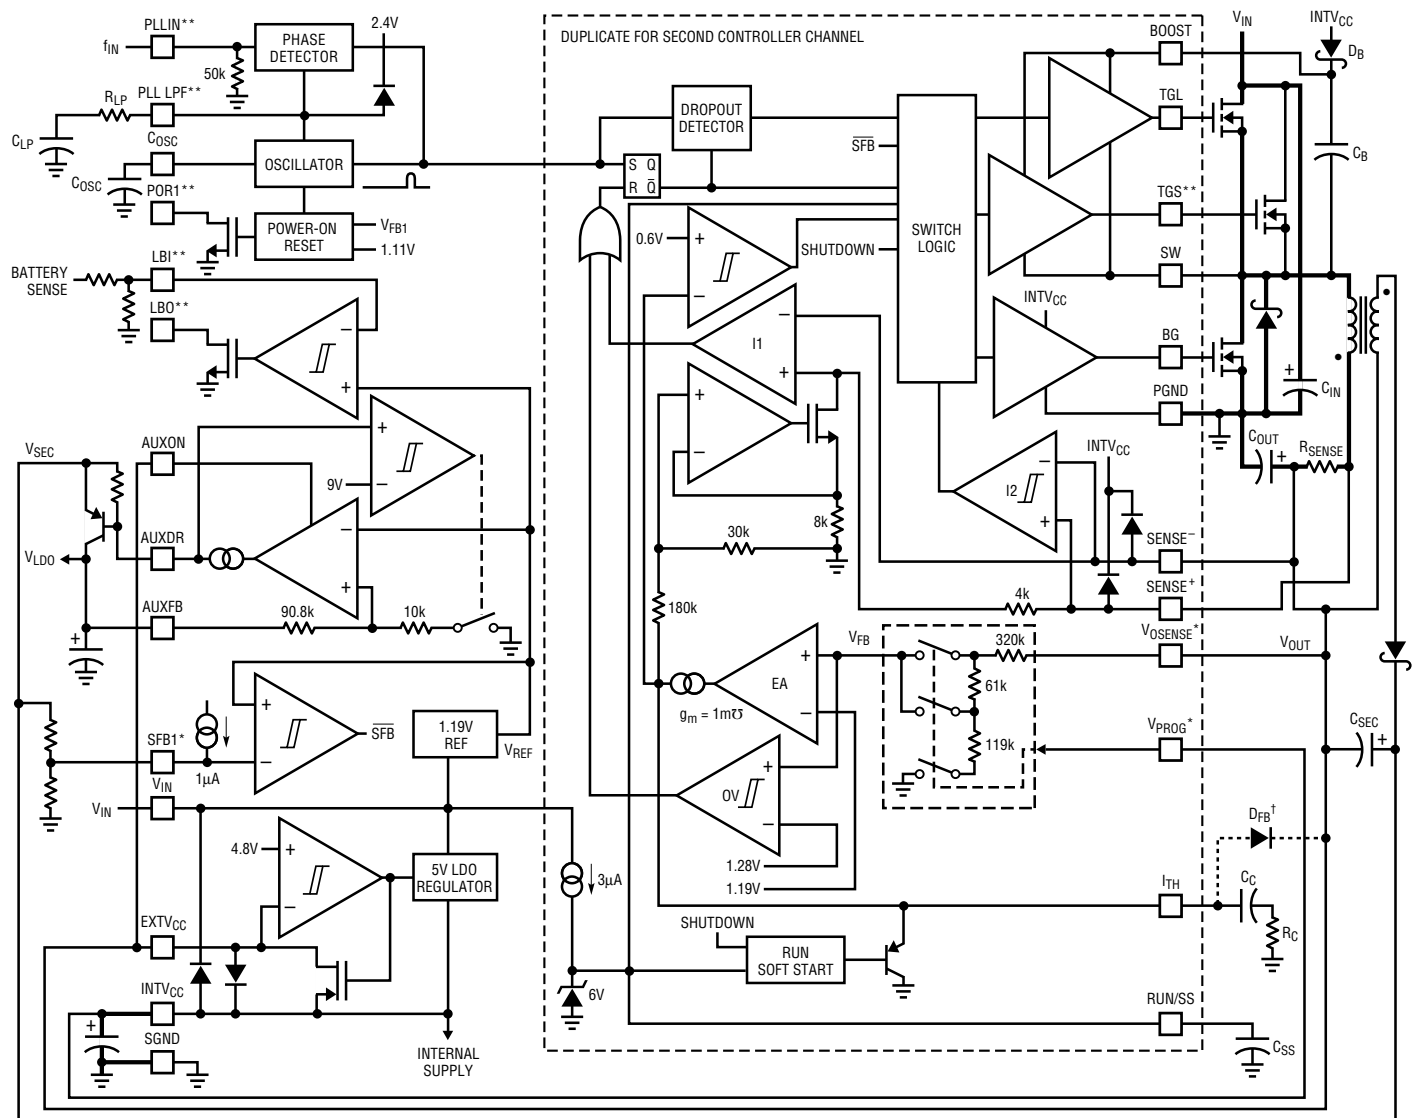 PLLIN**
fIN
50k
PHASE
DETECTOR
2.4V
RLP
PLL LPF**
CLP
COSC
COSC
OSCILLATOR
POR1**
POWER-ON
RESET
VFB1
1.11V
BATTERY
SENSE
LBI**
LBO**
−
+
VSEC
AUXON
+
9V
−
−
+
AUXDR
VLDO
AUXFB
90.8k
10k
+
+
−
SFB
SFB1*
1µA
1.19V
REF
VREF
VIN
VIN
4.8V
+
−
5V LDO
REGULATOR
EXTVCC
INTVCC
+
SGND
INTERNAL
SUPPLY
DUPLICATE FOR SECOND CONTROLLER CHANNEL
DROPOUT
DETECTOR
S Q
R Q̅
SFB
0.6V
+
−
SHUTDOWN
SWITCH
LOGIC
I1
−
+
+
−
INTVCC
I2
−
+
INTVCC
8k
30k
180k
4k
VFB
EA
+
−
gm = 1m℧
320k
61k
119k
OV
+
−
1.28V
1.19V
3µA
6V
SHUTDOWN
RUN
SOFT START
BOOST
TGL
TGS**
SW
BG
PGND
SENSE−
SENSE+
VOSENSE*
VPROG*
ITH
RUN/SS
VIN
INTVCC
DB
CB
+
CIN
COUT
+
RSENSE
VOUT
CSEC
+
DFB†
CC
RC
CSS